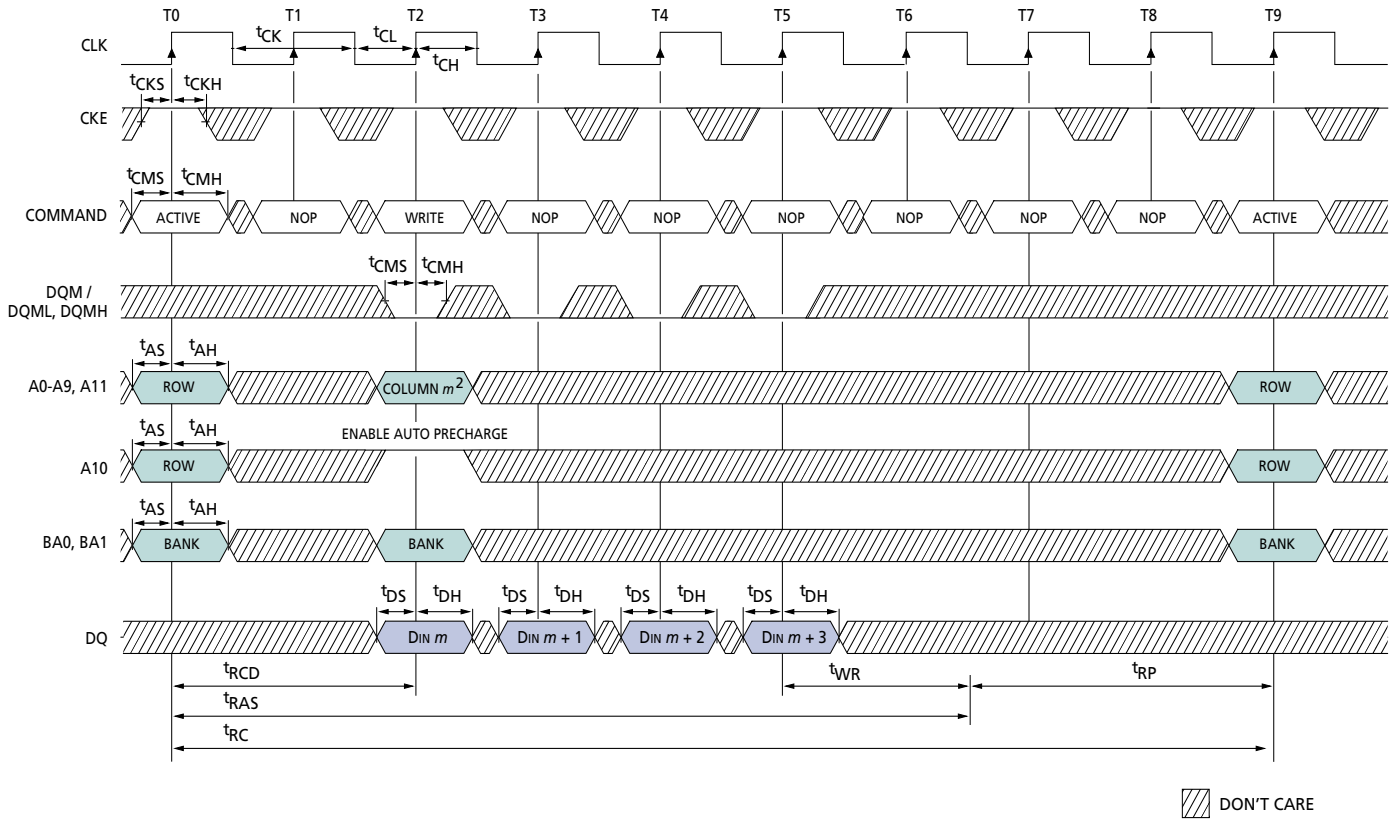 T0 T1 T2 T3 T4 T5 T6 T7 T8 T9
CLK
tCK tCL
tCH
tCKS tCKH
CKE
tCMS tCMH
COMMAND ACTIVE NOP WRITE NOP NOP NOP NOP NOP NOP ACTIVE
tCMS tCMH
DQM /
DQML, DQMH
tAS tAH
A0-A9, A11 ROW COLUMN m2 ROW
tAS tAH
ENABLE AUTO PRECHARGE
A10 ROW ROW
tAS tAH
BA0, BA1 BANK BANK BANK
tDS tDH tDS tDH tDS tDH tDS tDH
DQ DIN m DIN m + 1 DIN m + 2 DIN m + 3
tRCD tWR tRP
tRAS
tRC
DON'T CARE